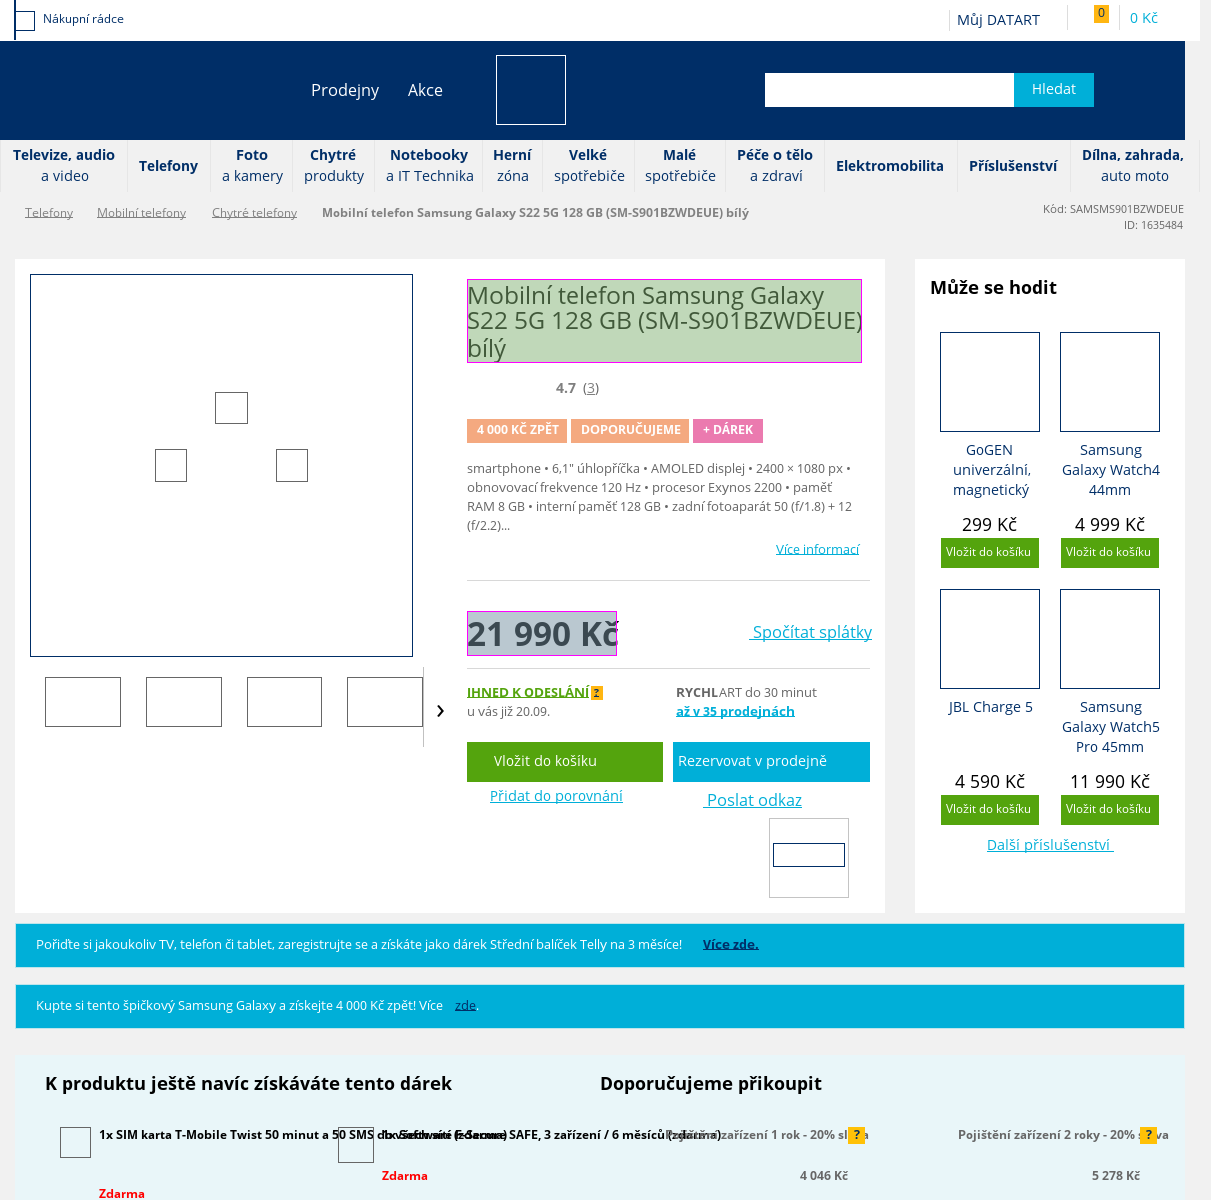 Nákupní rádce
Můj DATART
0
0 Kč
Prodejny
Akce
Hledat
Televize, audio
a video
Telefony
Foto
a kamery
Chytré
produkty
Notebooky
a IT Technika
Herní
zóna
Velké
spotřebiče
Malé
spotřebiče
Péče o tělo
a zdraví
Elektromobilita
Příslušenství
Dílna, zahrada,
auto moto
Telefony
Mobilní telefony
Chytré telefony
Mobilní telefon Samsung Galaxy S22 5G 128 GB (SM-S901BZWDEUE) bílý
Kód: SAMSMS901BZWDEUE
ID: 1635484
Mobilní telefon Samsung Galaxy
S22 5G 128 GB (SM-S901BZWDEUE)
bílý
4.7 (3)
4 000 KČ ZPĚT
DOPORUČUJEME
+ DÁREK
smartphone • 6,1" úhlopříčka • AMOLED displej • 2400 × 1080 px •
obnovovací frekvence 120 Hz • procesor Exynos 2200 • paměť
RAM 8 GB • interní paměť 128 GB • zadní fotoaparát 50 (f/1.8) + 12
(f/2.2)...
Více informací
21 990 Kč
Spočítat splátky
IHNED K ODESLÁNÍ ?
u vás již 20.09.
RYCHLART do 30 minut
až v 35 prodejnách
Vložit do košíku
Rezervovat v prodejně
Přidat do porovnání
Poslat odkaz
Může se hodit
GoGEN
univerzální,
magnetický
299 Kč
Vložit do košíku
Samsung
Galaxy Watch4
44mm
4 999 Kč
Vložit do košíku
JBL Charge 5
4 590 Kč
Vložit do košíku
Samsung
Galaxy Watch5
Pro 45mm
11 990 Kč
Vložit do košíku
Další příslušenství
Pořiďte si jakoukoliv TV, telefon či tablet, zaregistrujte se a získáte jako dárek Střední balíček Telly na 3 měsíce! Více zde.
Kupte si tento špičkový Samsung Galaxy a získejte 4 000 Kč zpět! Více zde.
K produktu ještě navíc získáváte tento dárek
1x SIM karta T-Mobile Twist 50 minut a 50 SMS do všech sítí (zdarma)
Zdarma
1x Software F-Secure SAFE, 3 zařízení / 6 měsíců (zdarma)
Zdarma
Doporučujeme přikoupit
Pojištění zařízení 1 rok - 20% sleva
?
4 046 Kč
Pojištění zařízení 2 roky - 20% sleva
?
5 278 Kč